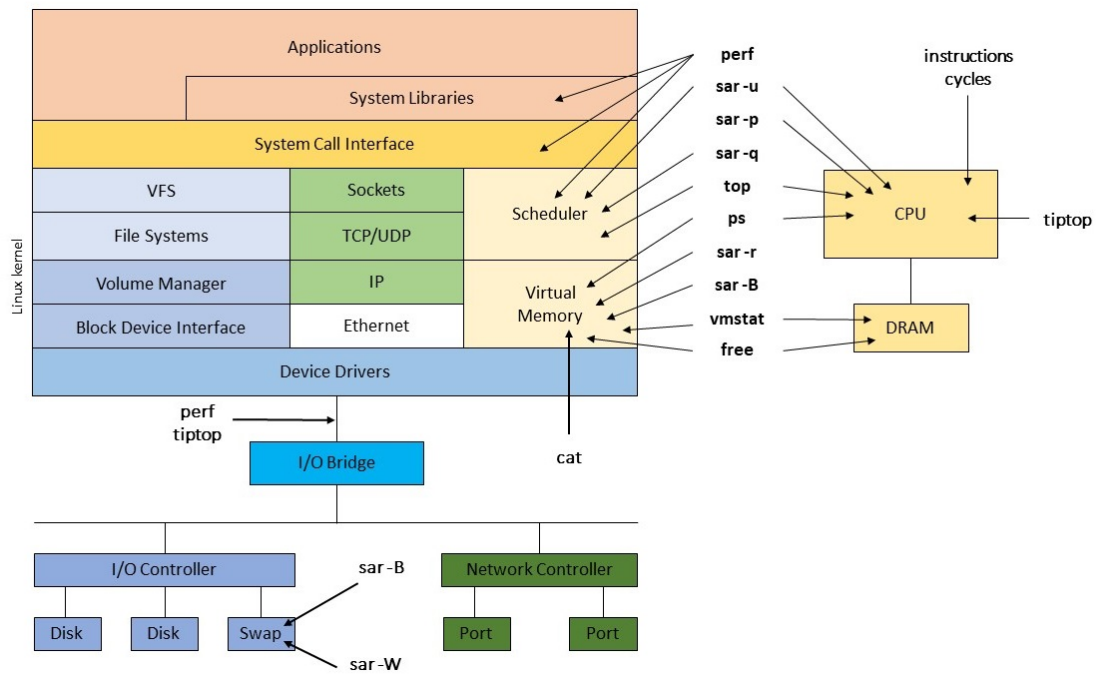 Applications
System Libraries
System Call Interface
VFS
Sockets
Scheduler
File Systems
TCP/UDP
Volume Manager
IP
Virtual
Memory
Block Device Interface
Ethernet
Device Drivers
Linux kernel
perf
sar -u
sar -p
sar -q
top
ps
sar -r
sar -B
vmstat
free
instructions
cycles
CPU
tiptop
DRAM
perf
tiptop
cat
I/O Bridge
I/O Controller
Network Controller
sar -B
Disk
Disk
Swap
Port
Port
sar -W